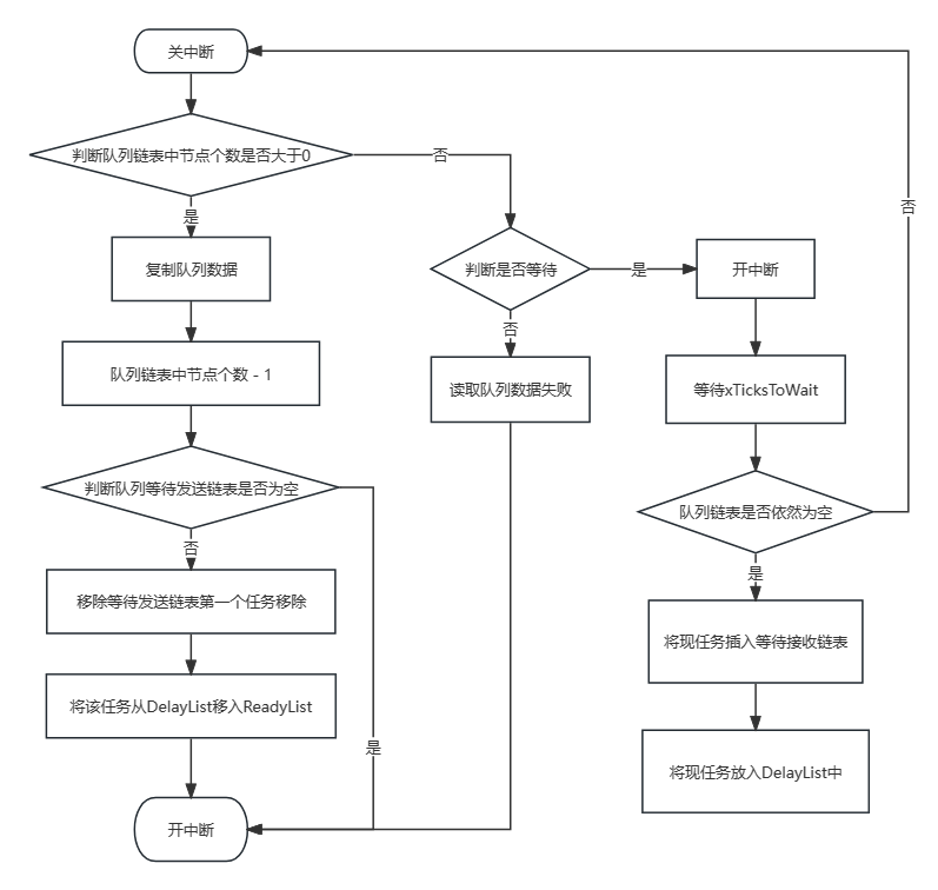 关中断
判断队列链表中节点个数是否大于0
否
是
否
复制队列数据
判断是否等待
是
开中断
否
队列链表中节点个数 - 1
读取队列数据失败
等待xTicksToWait
判断队列等待发送链表是否为空
队列链表是否依然为空
否
是
移除等待发送链表第一个任务移除
将现任务插入等待接收链表
将该任务从DelayList移入ReadyList
是
将现任务放入DelayList中
开中断